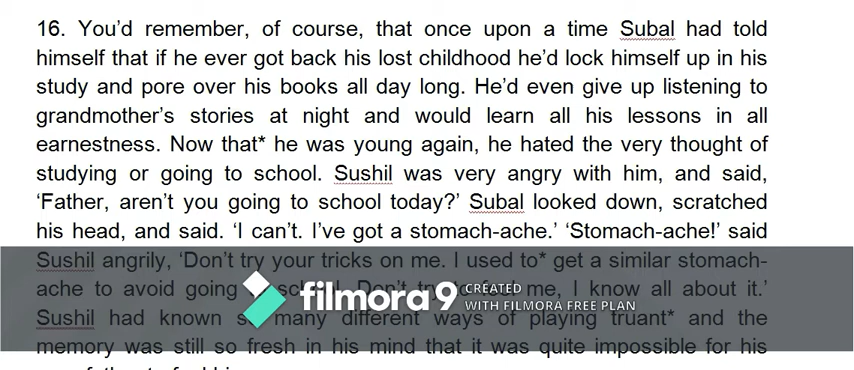 16. You'd remember, of course, that once upon a time Subal had told
himself that if he ever got back his lost childhood he'd lock himself up in his
study and pore over his books all day long. He'd even give up listening to
grandmother's stories at night and would learn all his lessons in all
earnestness. Now that* he was young again, he hated the very thought of
studying or going to school. Sushil was very angry with him, and said,
'Father, aren't you going to school today?' Subal looked down, scratched
his head, and said. 'I can't. I've got a stomach-ache.' 'Stomach-ache!' said
Sushil angrily, 'Don't try your tricks on me. I used to* get a similar stomach-
ache to avoid going Don't try me, I know all about it.'
filmora9 CREATED
WITH FILMORA FREE PLAN
Sushil had known many different ways of playing truant* and the
memory was still so fresh in his mind that it was quite impossible for his